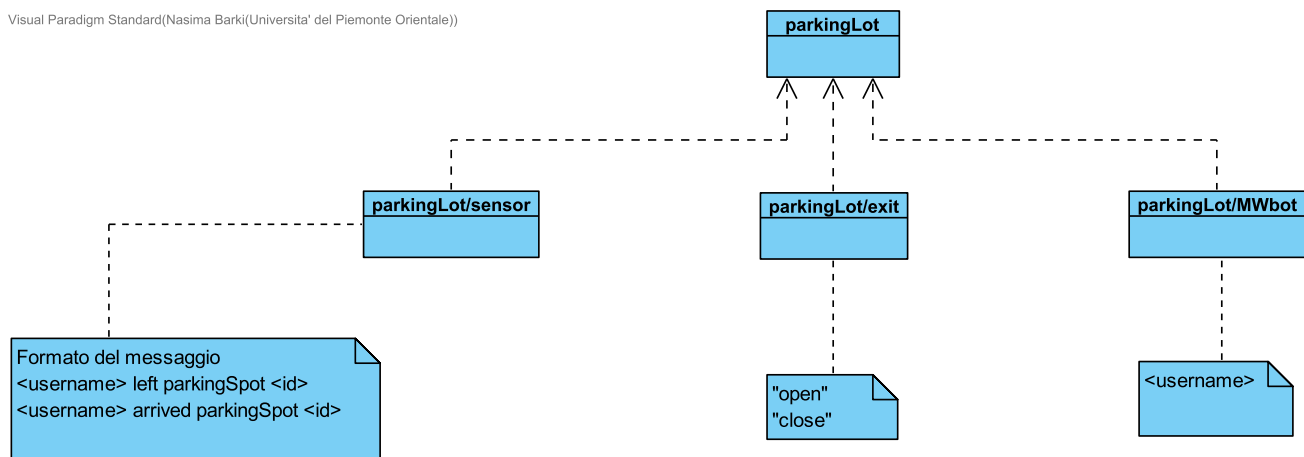 Visual Paradigm Standard(Nasima Barki(Universita' del Piemonte Orientale))
parkingLot
parkingLot/sensor
parkingLot/exit
parkingLot/MWbot
Formato del messaggio
<username> left parkingSpot <id>
<username> arrived parkingSpot <id>
"open"
"close"
<username>